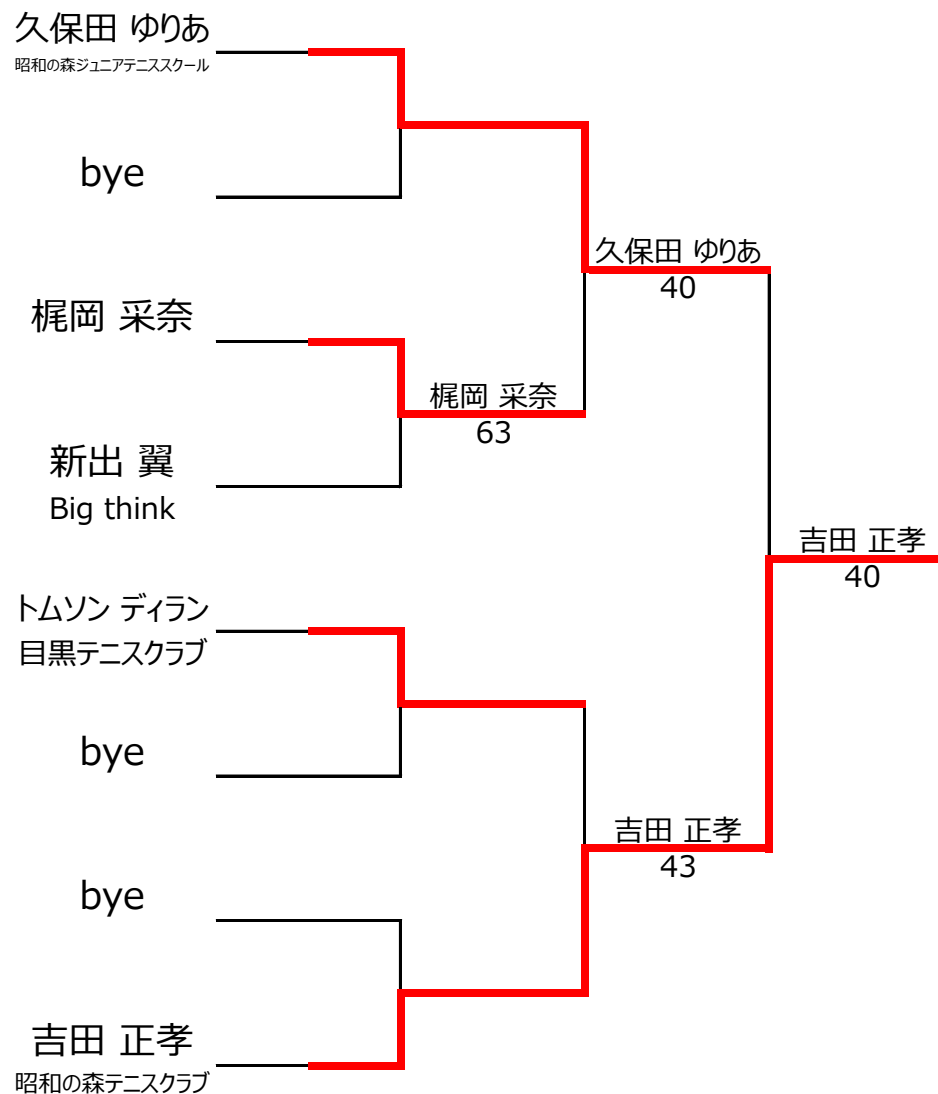 久保田 ゆりあ
昭和の森ジュニアテニススクール
bye
久保田 ゆりあ
40
梶岡 采奈
梶岡 采奈
63
新出 翼
Big think
吉田 正孝
40
トムソン ディラン
目黒テニスクラブ
bye
吉田 正孝
43
bye
吉田 正孝
昭和の森テニスクラブ